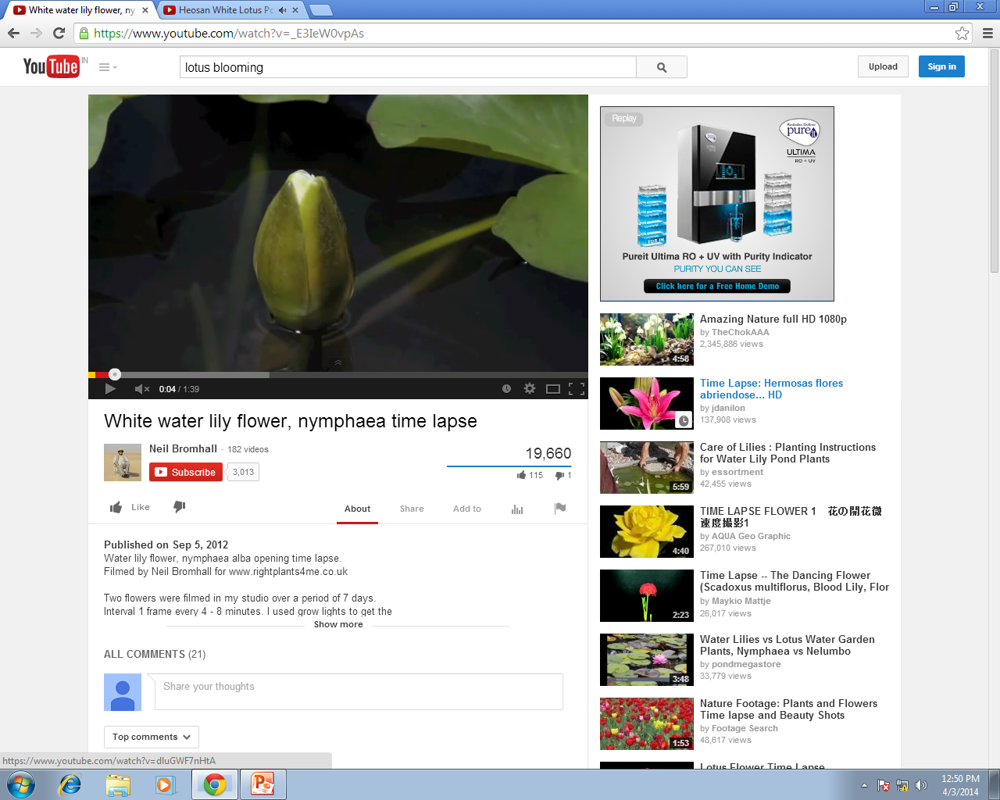 White water lily flower, ny
Heosan White Lotus Po
https://www.youtube.com/watch?v=_E3IeW0vpAs
YouTube IN
lotus blooming
Upload
Sign in
0:04 / 1:39
White water lily flower, nymphaea time lapse
Neil Bromhall · 182 videos
Subscribe 3,013
19,660
115 1
Like
About Share Add to
Published on Sep 5, 2012
Water lily flower, nymphaea alba opening time lapse.
Filmed by Neil Bromhall for www.rightplants4me.co.uk
Two flowers were filmed in my studio over a period of 7 days.
Interval 1 frame every 4 - 8 minutes. I used grow lights to get the
Show more
ALL COMMENTS (21)
Share your thoughts
Top comments
Replay
pureit
ULTIMA
RO + UV
Pureit Ultima RO + UV with Purity Indicator
PURITY YOU CAN SEE
Click here for a Free Home Demo
Amazing Nature full HD 1080p
by TheChokAAA
2,345,886 views
4:58
Time Lapse: Hermosas flores
abriendose... HD
by jdanilon
137,908 views
Care of Lilies : Planting Instructions
for Water Lily Pond Plants
by essortment
42,455 views
5:59
TIME LAPSE FLOWER 1 花の開花微
速度撮影1
by AQUA Geo Graphic
267,010 views
4:40
Time Lapse -- The Dancing Flower
(Scadoxus multiflorus, Blood Lily, Flor
by Maykio Mattje
26,017 views
2:23
Water Lilies vs Lotus Water Garden
Plants, Nymphaea vs Nelumbo
by pondmegastore
33,779 views
3:48
Nature Footage: Plants and Flowers
Time lapse and Beauty Shots
by Footage Search
48,617 views
1:53
Lotus Flower Time Lapse
https://www.youtube.com/watch?v=dIuGWF7nHtA
12:50 PM
4/3/2014